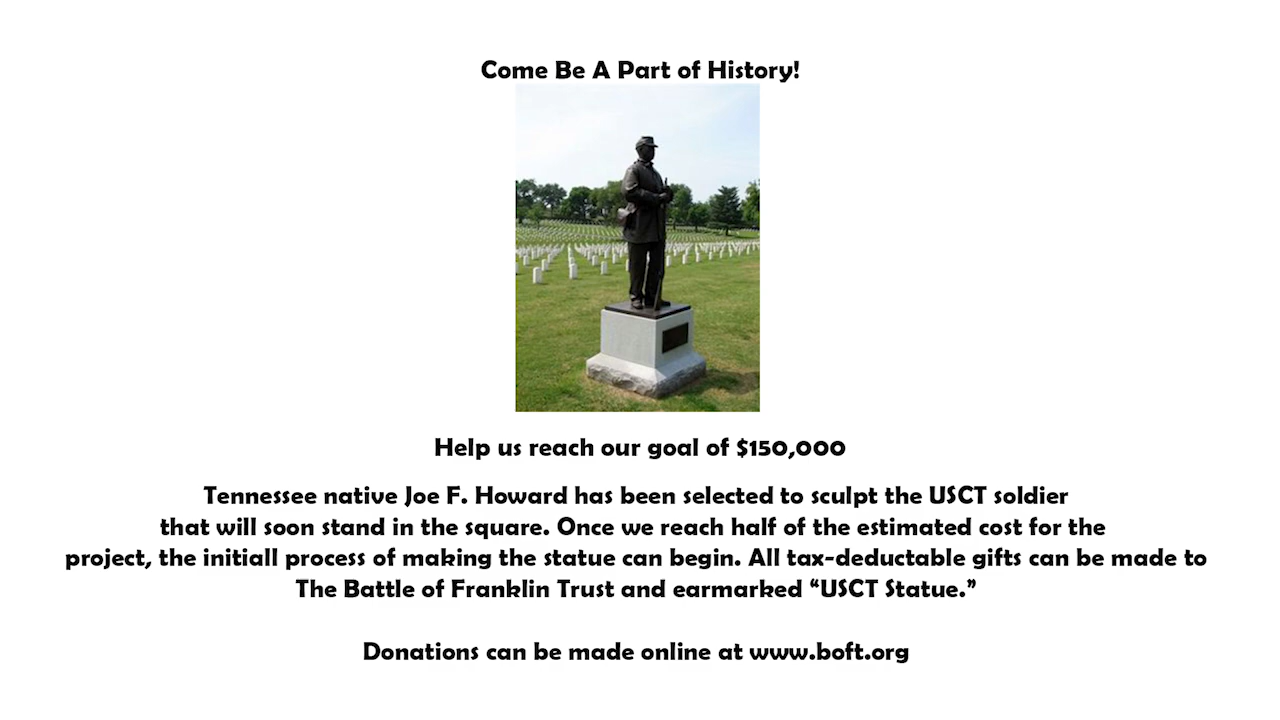 Come Be A Part of History!
Help us reach our goal of $150,000
Tennessee native Joe F. Howard has been selected to sculpt the USCT soldier
that will soon stand in the square. Once we reach half of the estimated cost for the
project, the initiall process of making the statue can begin. All tax-deductable gifts can be made to
The Battle of Franklin Trust and earmarked “USCT Statue.”
Donations can be made online at www.boft.org